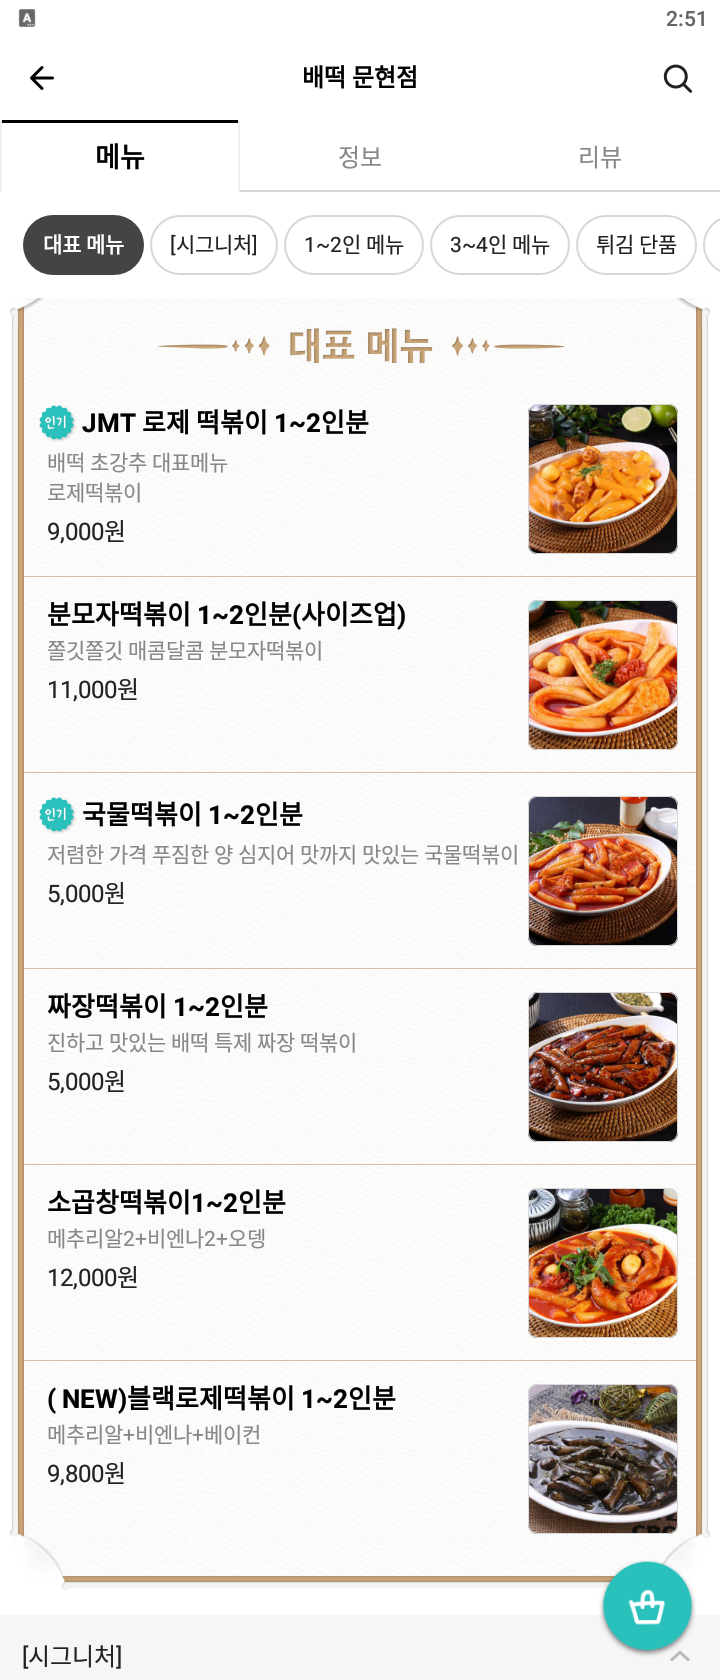 A
2:51
배떡 문현점
메뉴
정보
리뷰
대표 메뉴
[시그니처]
1~2인 메뉴
3~4인 메뉴
튀김 단품
대표 메뉴
인기 JMT 로제 떡볶이 1~2인분
배떡 초강추 대표메뉴
로제떡볶이
9,000원
분모자떡볶이 1~2인분(사이즈업)
쫄깃쫄깃 매콤달콤 분모자떡볶이
11,000원
인기 국물떡볶이 1~2인분
저렴한 가격 푸짐한 양 심지어 맛까지 맛있는 국물떡볶이
5,000원
짜장떡볶이 1~2인분
진하고 맛있는 배떡 특제 짜장 떡볶이
5,000원
소곱창떡볶이1~2인분
메추리알2+비엔나2+오뎅
12,000원
( NEW)블랙로제떡볶이 1~2인분
메추리알+비엔나+베이컨
9,800원
[시그니처]